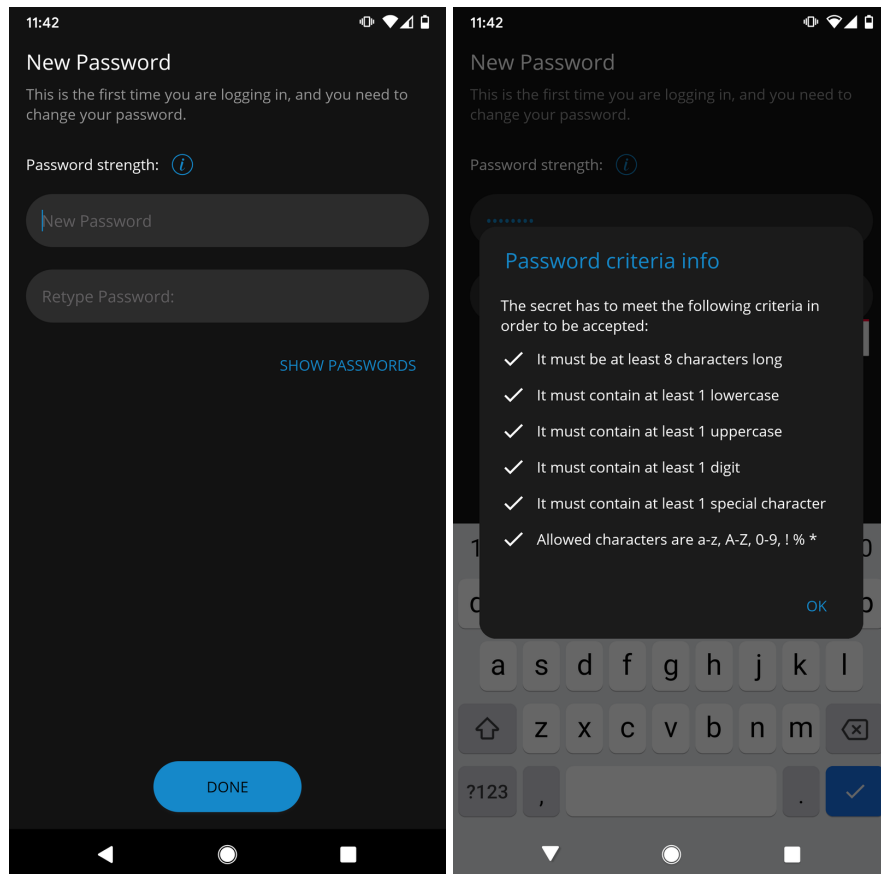 11:42
New Password
This is the first time you are logging in, and you need to
change your password.
Password strength: i
New Password
Retype Password:
SHOW PASSWORDS
DONE
11:42
New Password
This is the first time you are logging in, and you need to
change your password.
Password strength: i
Password criteria info
The secret has to meet the following criteria in
order to be accepted:
It must be at least 8 characters long
It must contain at least 1 lowercase
It must contain at least 1 uppercase
It must contain at least 1 digit
It must contain at least 1 special character
Allowed characters are a-z, A-Z, 0-9, ! % *
OK
1 0
q p
a s d f g h j k l
z x c v b n m
?123 , .